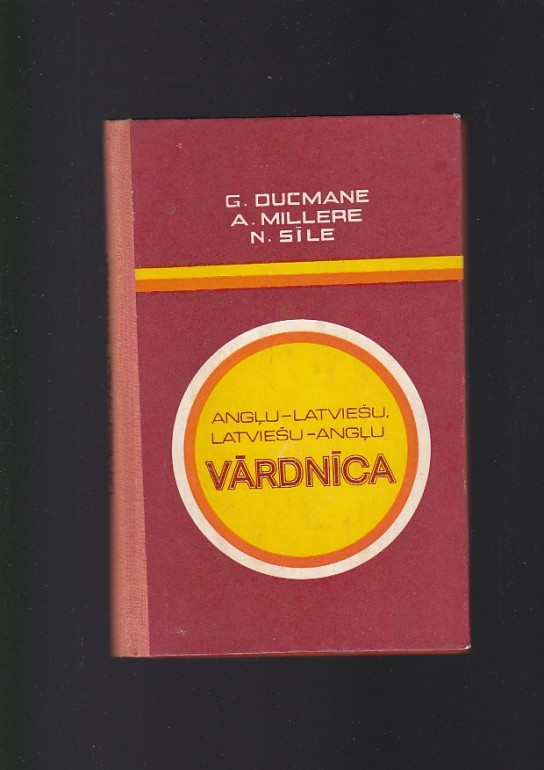 G. DUCMANE
A. MILLERE
N. SĪLE
ANGĻU-LATVIEŠU,
LATVIEŠU-ANGĻU
VĀRDNĪCA